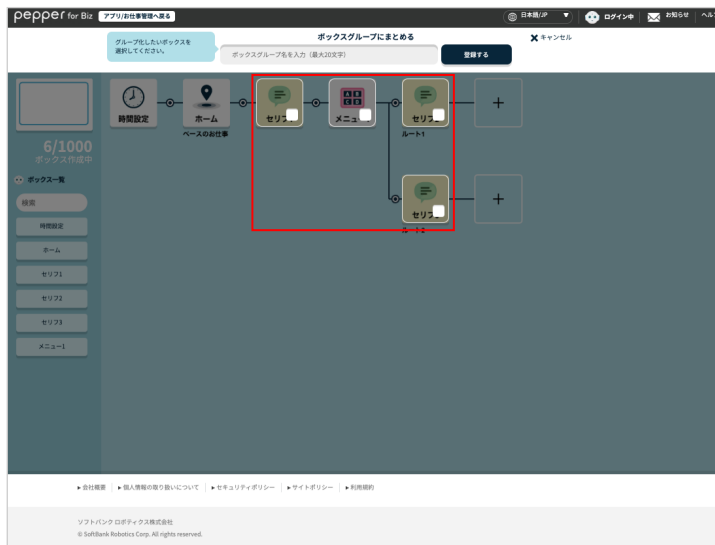 pepper for Biz
アプリ/お仕事管理へ戻る
日本語/JP ▼
ログイン中
お知らせ
ヘル
グループ化したいボックスを
選択してください。
ボックスグループにまとめる
ボックスグループ名を入力（最大20文字）
登録する
✖ キャンセル
時間設定
ホーム
ベースのお仕事
セリフ
メニュー
セリフ
ルート1
セリフ
ルート2
6/1000
ボックス作成中
ボックス一覧
検索
時間設定
ホーム
セリフ1
セリフ2
セリフ3
メニュー1
▶会社概要
▶個人情報の取り扱いについて
▶セキュリティポリシー
▶サイトポリシー
▶利用規約
ソフトバンク ロボティクス株式会社
© SoftBank Robotics Corp. All rights reserved.